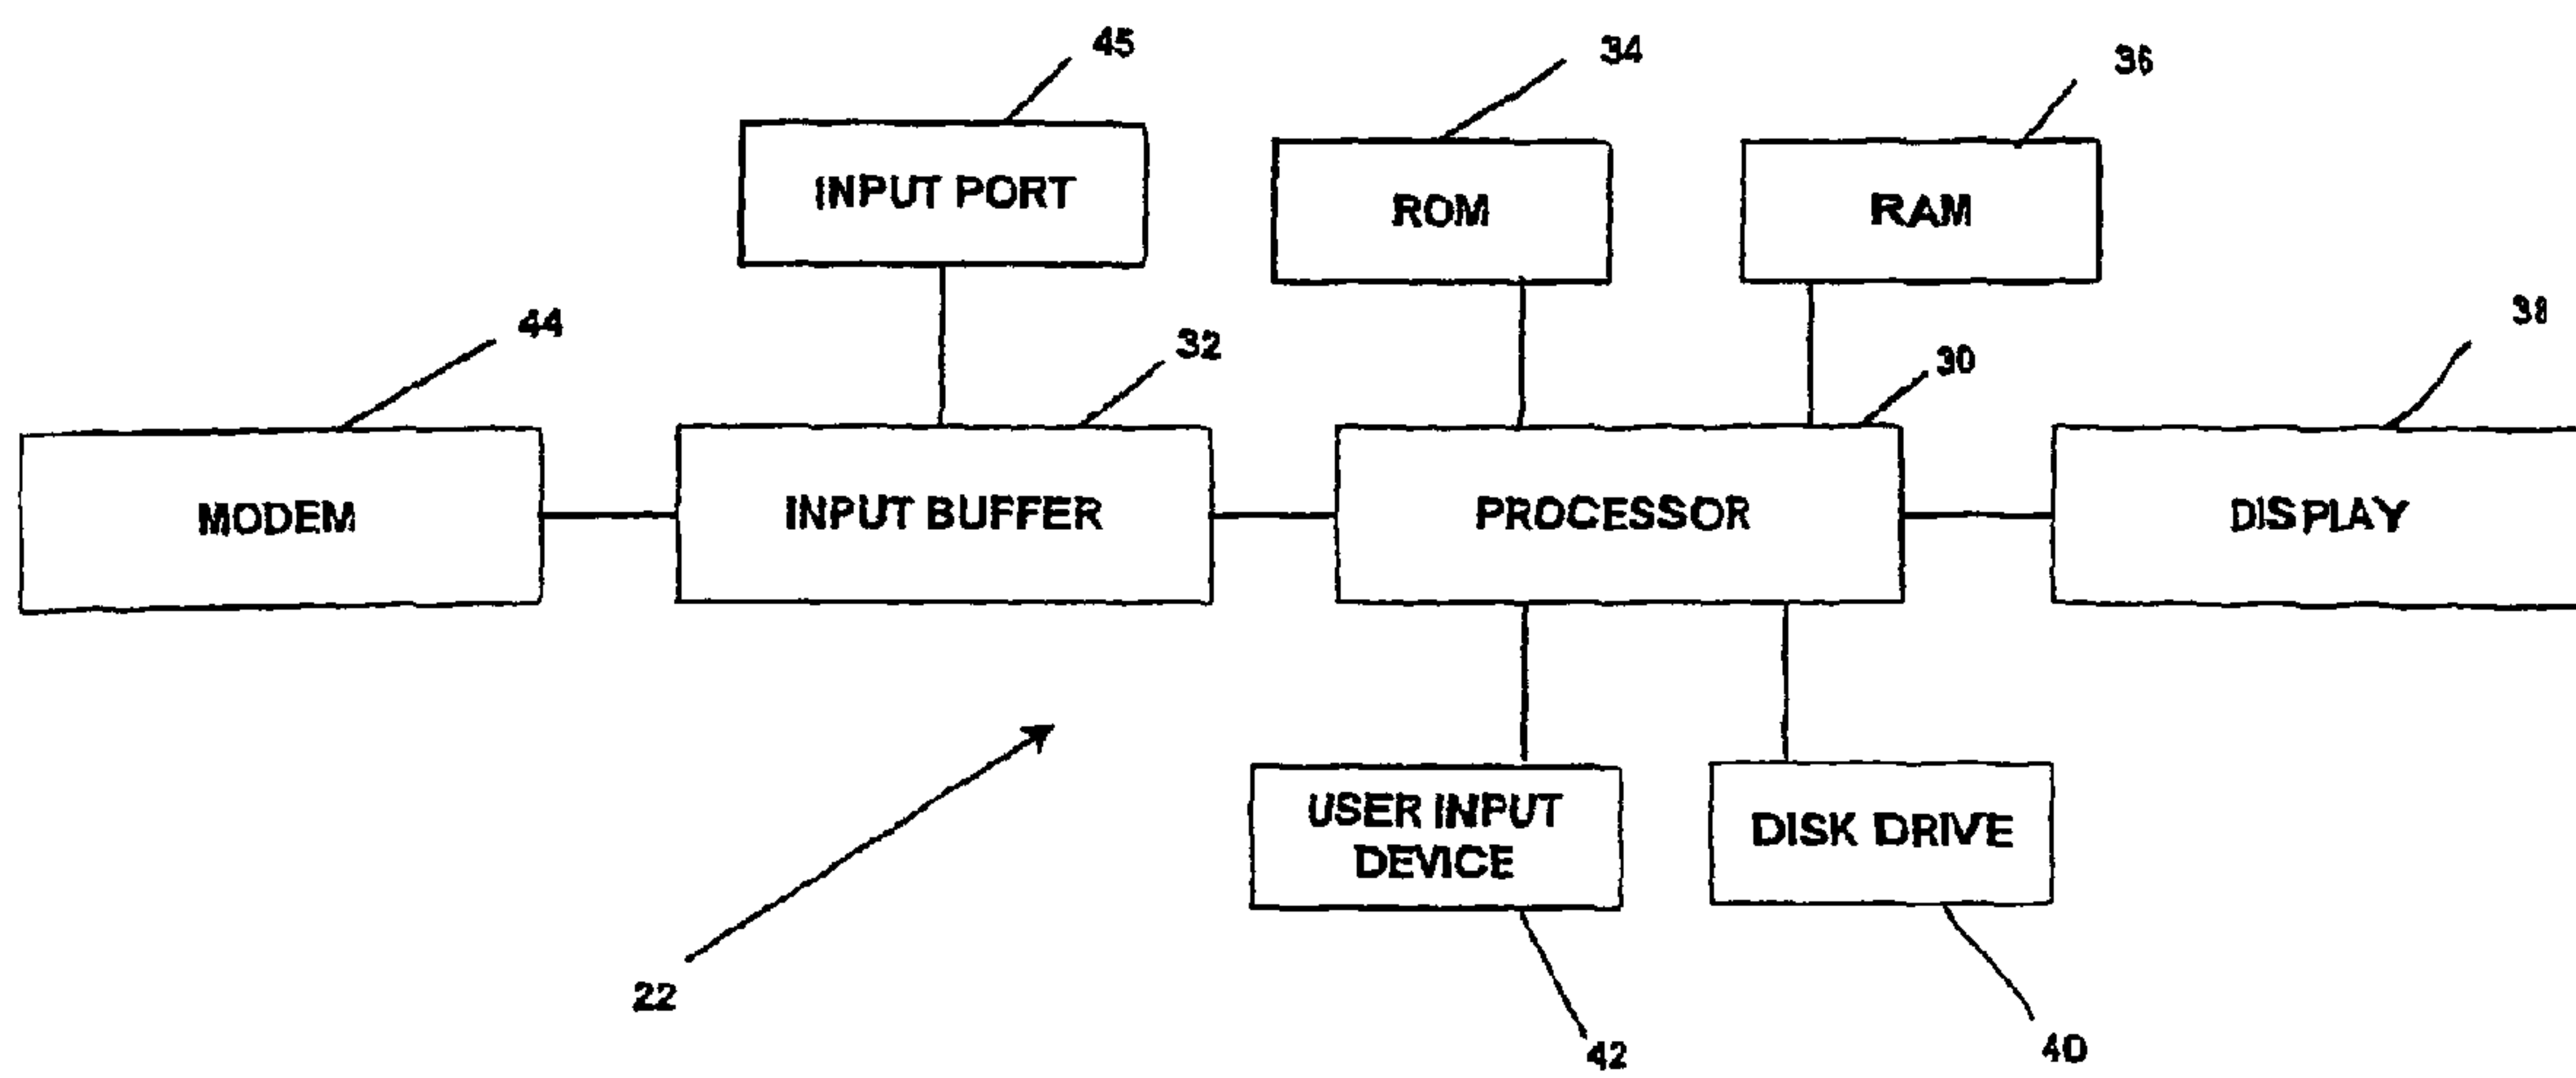 45
34
36
INPUT PORT
ROM
RAM
44
32
30
38
MODEM
INPUT BUFFER
PROCESSOR
DISPLAY
USER INPUT
DEVICE
DISK DRIVE
22
42
40